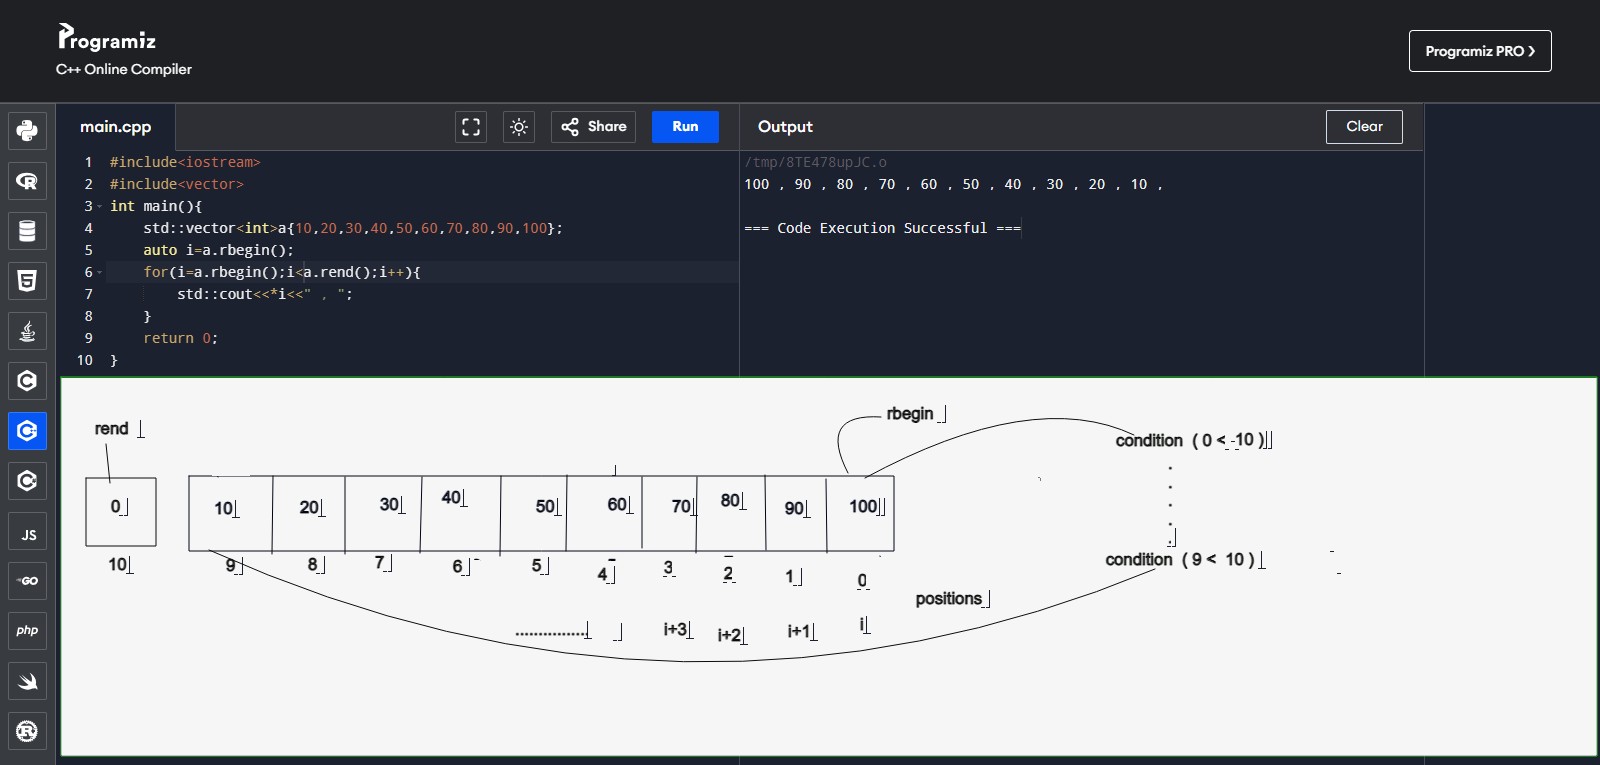 Programiz
C++ Online Compiler
Programiz PRO ❯
main.cpp
Share
Run
Output
Clear
1 #include<iostream>
2 #include<vector>
3 int main(){
4 std::vector<int>a{10,20,30,40,50,60,70,80,90,100};
5 auto i=a.rbegin();
6 for(i=a.rbegin();i<a.rend();i++){
7 std::cout<<*i<<" , ";
8 }
9 return 0;
10 }
/tmp/8TE478upJC.o
100 , 90 , 80 , 70 , 60 , 50 , 40 , 30 , 20 , 10 ,
=== Code Execution Successful ===
JS
GO
php
rend
rbegin
condition ( 0 < -10 )
0 10 20 30 40 50 60 70 80 90 100
10 9 8 7 6 5 4 3 2 1 0
condition ( 9 < 10 )
positions
................ i+3 i+2 i+1 i